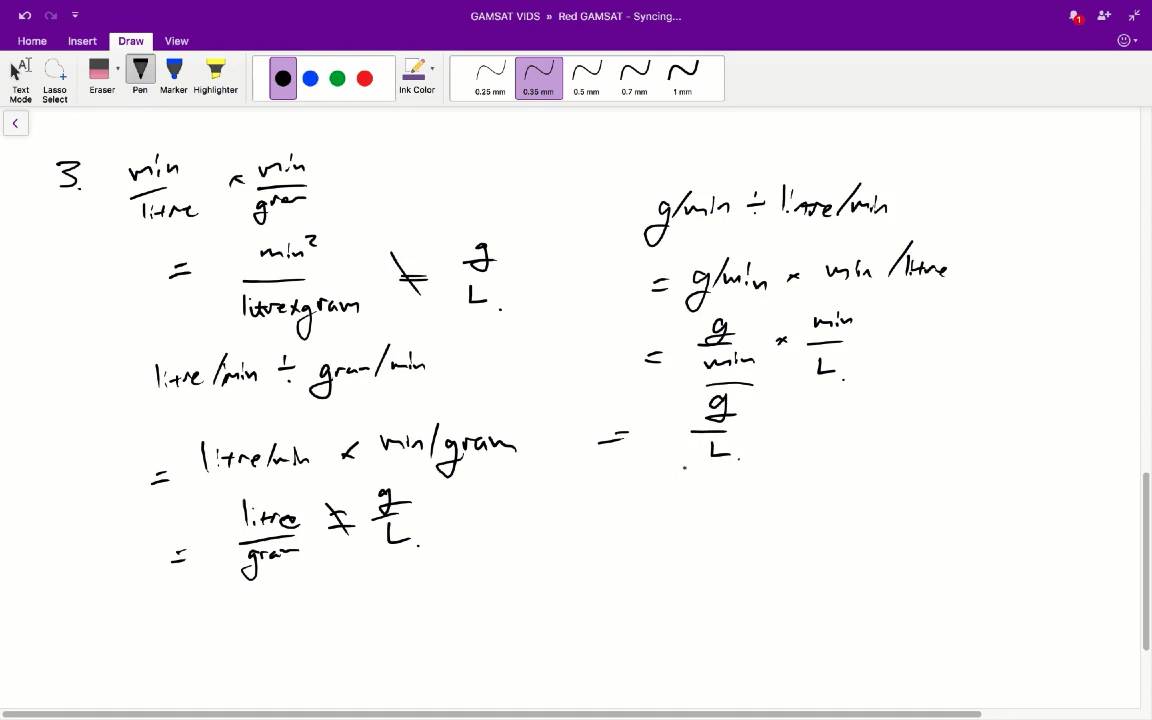 GAMSAT VIDS » Red GAMSAT - Syncing...
1
Home Insert Draw View
Text Mode
Lasso Select
Eraser
Pen
Marker
Highlighter
Ink Color
0.25 mm
0.35 mm
0.5 mm
0.7 mm
1 mm
3. min/litre × min/gram
= min²/litre×gram ≠ g/L.
litre/min ÷ gram/min
= litre/min × min/gram
= litre/gram ≠ g/L.
g/min ÷ litre/min
= g/min × min/litre
= g/min × min/L.
= g/L.